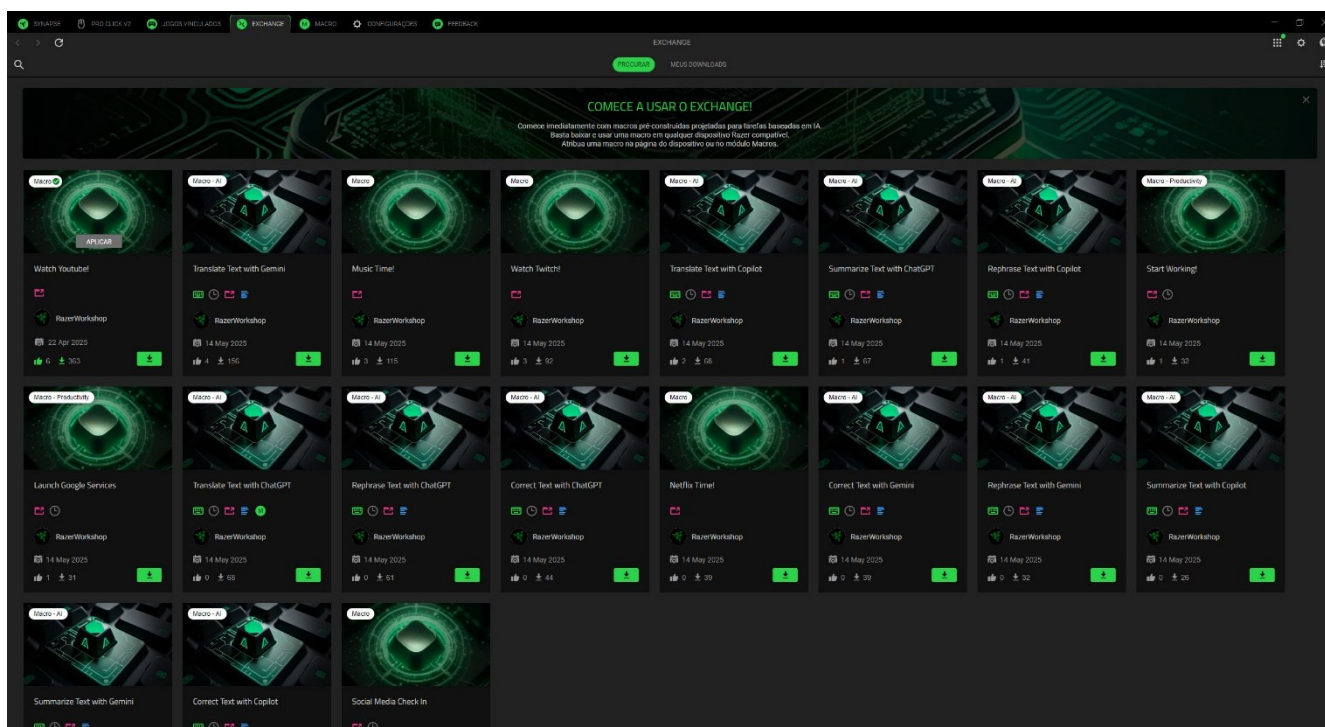 SYNAPSE PRO CLICK V2 JOGOS VINCULADOS EXCHANGE MACRO CONFIGURAÇÕES FEEDBACK
EXCHANGE
PROCURAR MEUS DOWNLOADS
COMECE A USAR O EXCHANGE!
Comece imediatamente com macros pré-construídas projetadas para tarefas baseadas em IA.
Basta baixar e usar uma macro em qualquer dispositivo Razer compatível.
Atribua uma macro na página do dispositivo ou no módulo Macros.
Macro Macro - AI Macro Macro Macro - AI Macro - AI Macro - AI Macro - Productivity
APLICAR
Watch Youtube! Translate Text with Gemini Music Time! Watch Twitch! Translate Text with Copilot Summarize Text with ChatGPT Rephrase Text with Copilot Start Working!
RazerWorkshop RazerWorkshop RazerWorkshop RazerWorkshop RazerWorkshop RazerWorkshop RazerWorkshop RazerWorkshop
22 Apr 2025 14 May 2025 14 May 2025 14 May 2025 14 May 2025 14 May 2025 14 May 2025 14 May 2025
6 363 4 156 3 115 3 92 2 68 1 67 1 41 1 32
Macro - Productivity Macro - AI Macro - AI Macro - AI Macro Macro - AI Macro - AI Macro - AI
Launch Google Services Translate Text with ChatGPT Rephrase Text with ChatGPT Correct Text with ChatGPT Netflix Time! Correct Text with Gemini Rephrase Text with Gemini Summarize Text with Copilot
M
RazerWorkshop RazerWorkshop RazerWorkshop RazerWorkshop RazerWorkshop RazerWorkshop RazerWorkshop RazerWorkshop
14 May 2025 14 May 2025 14 May 2025 14 May 2025 14 May 2025 14 May 2025 14 May 2025 14 May 2025
1 31 0 68 0 61 0 44 0 39 0 39 0 32 0 26
Macro - AI Macro - AI Macro
Summarize Text with Gemini Correct Text with Copilot Social Media Check In